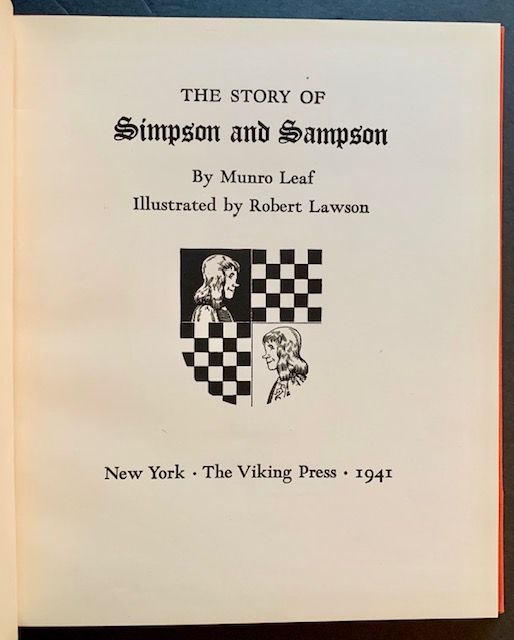 THE STORY OF
Simpson and Sampson
By Munro Leaf
Illustrated by Robert Lawson
New York · The Viking Press · 1941